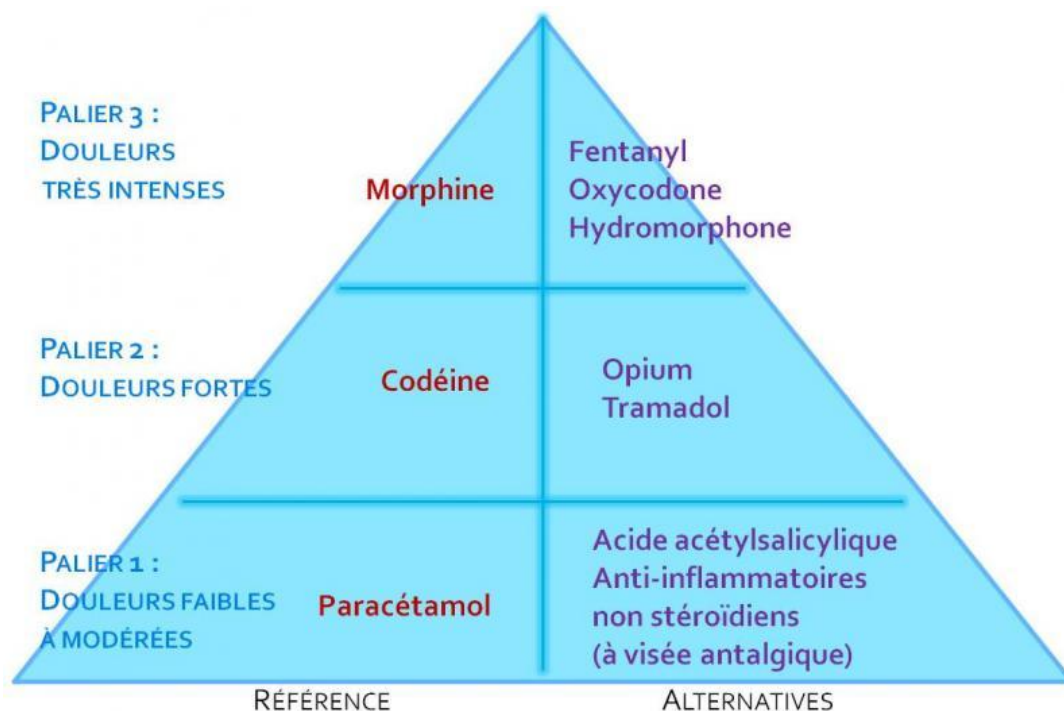 PALIER 3 :
DOULEURS
TRÈS INTENSES
Morphine
Fentanyl
Oxycodone
Hydromorphone
PALIER 2 :
DOULEURS FORTES
Codéine
Opium
Tramadol
PALIER 1 :
DOULEURS FAIBLES
À MODÉRÉES
Paracétamol
Acide acétylsalicylique
Anti-inflammatoires
non stéroïdiens
(à visée antalgique)
RÉFÉRENCE
ALTERNATIVES